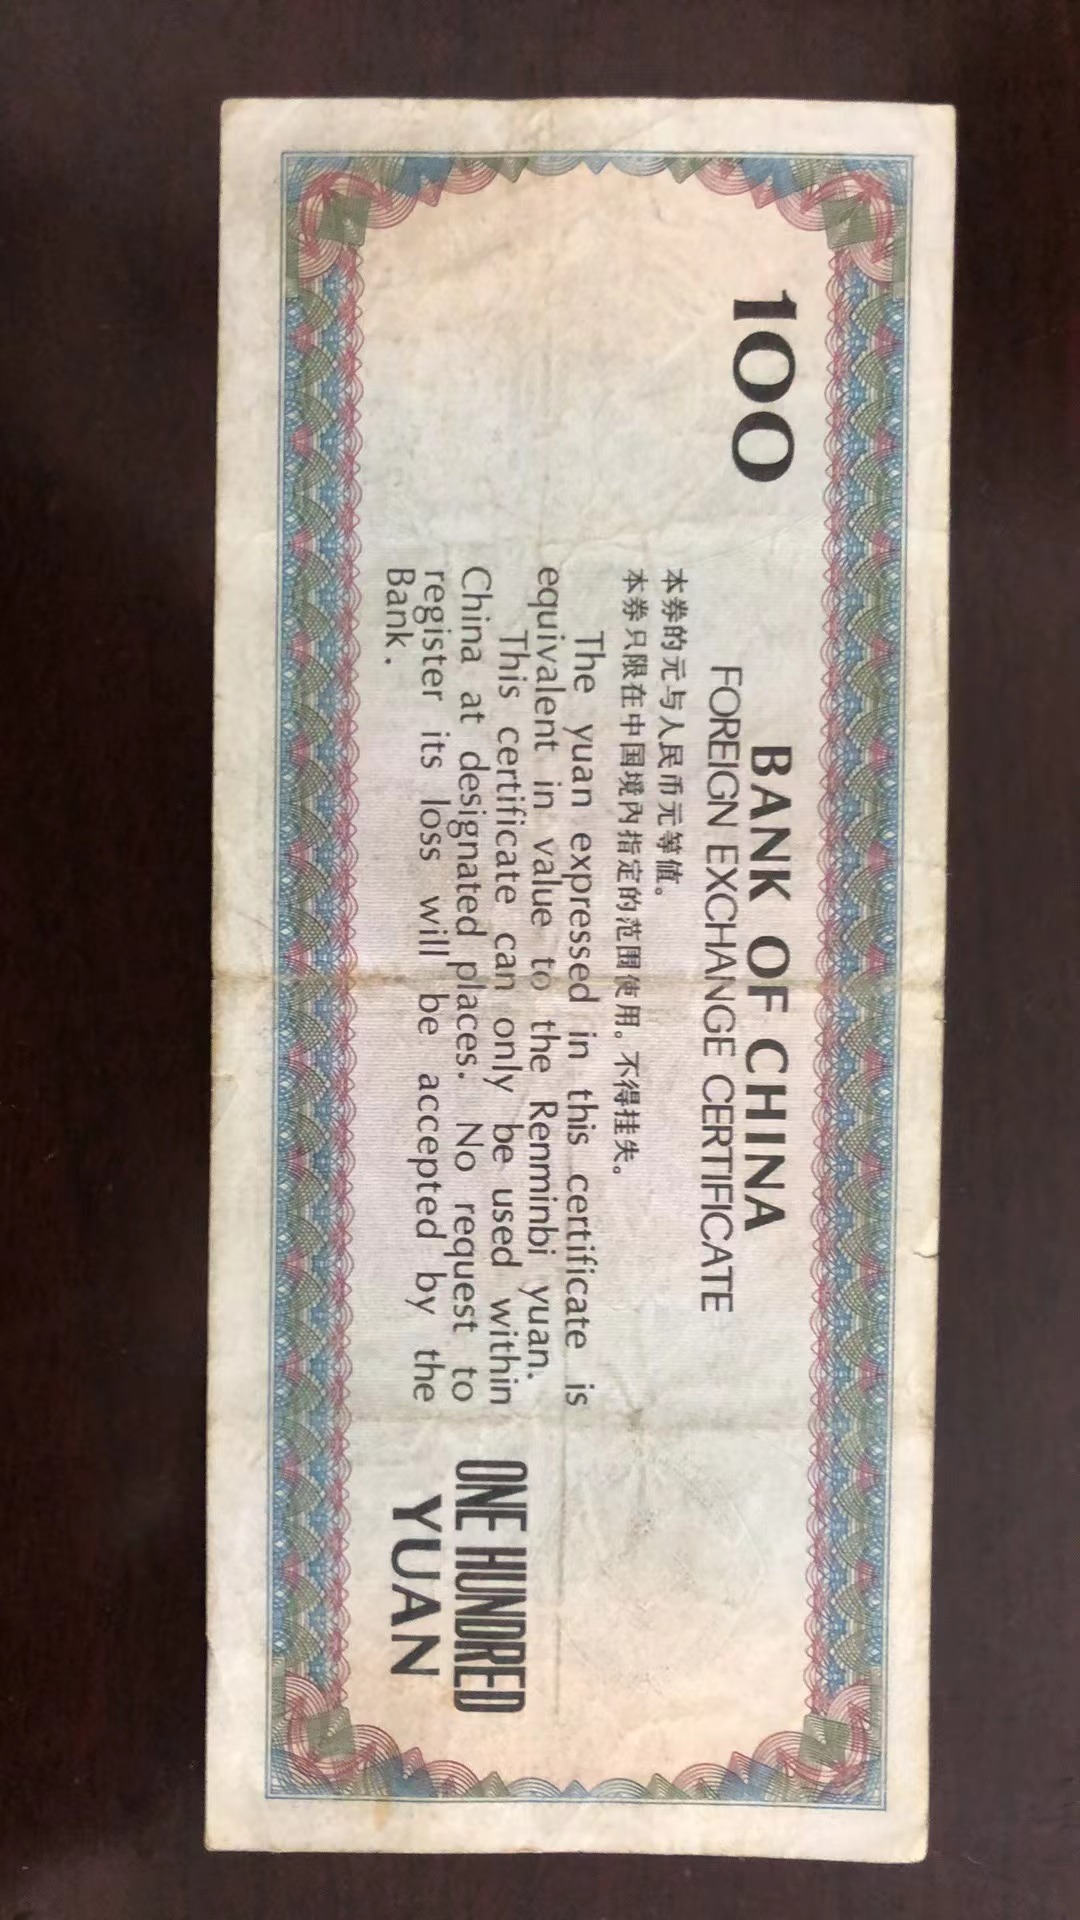 100
BANK OF CHINA
FOREIGN EXCHANGE CERTIFICATE
本券的元与人民币元等值。
本券只限在中国境内指定的范围使用。不得挂失。
The yuan expressed in this certificate is
equivalent in value to the Renminbi yuan.
This certificate can only be used within
China at designated places. No request to
register its loss will be accepted by the
Bank.
ONE HUNDRED
YUAN